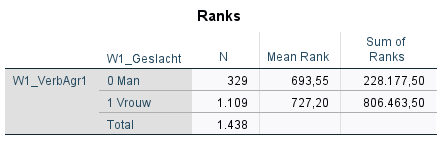 Ranks
W1_Geslacht N Mean Rank Sum of Ranks
W1_VerbAgr1 0 Man 329 693,55 228.177,50
1 Vrouw 1.109 727,20 806.463,50
Total 1.438